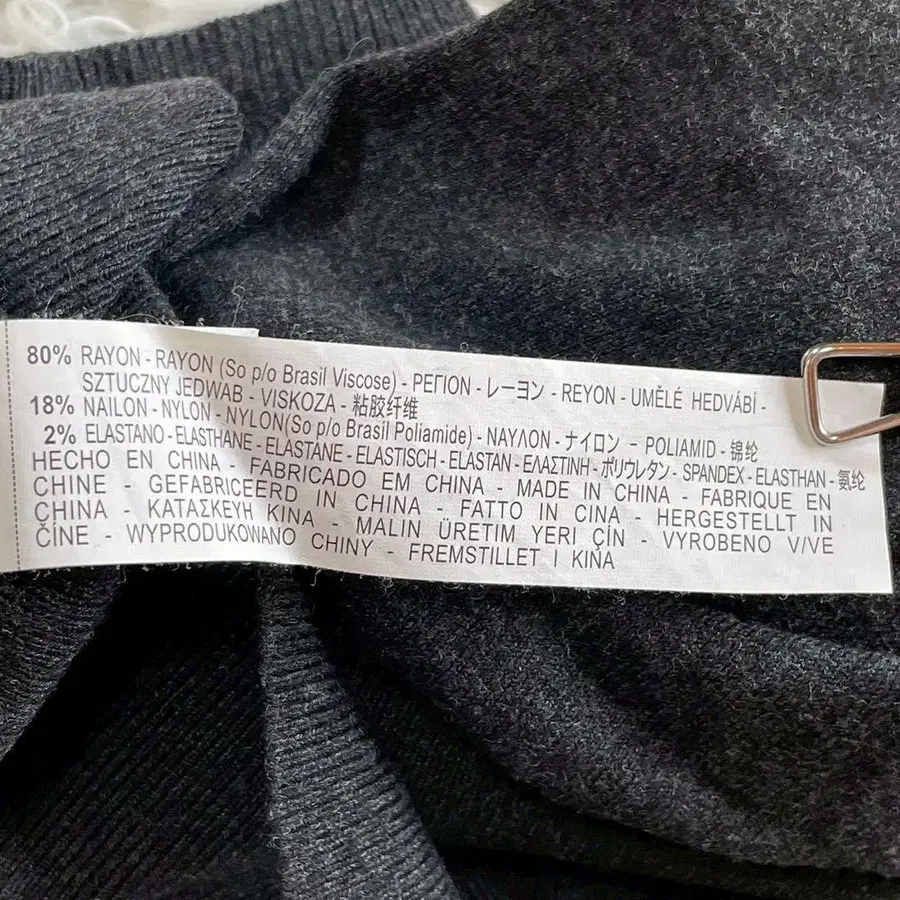 80% RAYON - RAYON (So p/o Brasil Viscose) - ΡΕΓΙΟΝ - レーヨン - REYON - UMĚLÉ HEDVÁBÍ -
SZTUCZNY JEDWAB - VISKOZA - 粘胶纤维
18% NAILON - NYLON - NYLON(So p/o Brasil Poliamide) - ΝΑΥΛΟΝ - ナイロン - POLIAMID - 锦纶
2% ELASTANO - ELASTHANE - ELASTANE - ELASTISCH - ELASTAN - ΕΛΑΣΤΙΝΗ - ポリウレタン - SPANDEX - ELASTHAN - 氨纶
HECHO EN CHINA - FABRICADO EM CHINA - MADE IN CHINA - FABRIQUE EN
CHINE - GEFABRICEERD IN CHINA - FATTO IN CINA - HERGESTELLT IN
CHINA - ΚΑΤΑΣΚΕΥΗ ΚΙΝΑ - MALIN ÜRETIM YERI ÇİN - VYROBENO V/VE
ČÍNE - WYPRODUKOWANO CHINY - FREMSTILLET I KINA